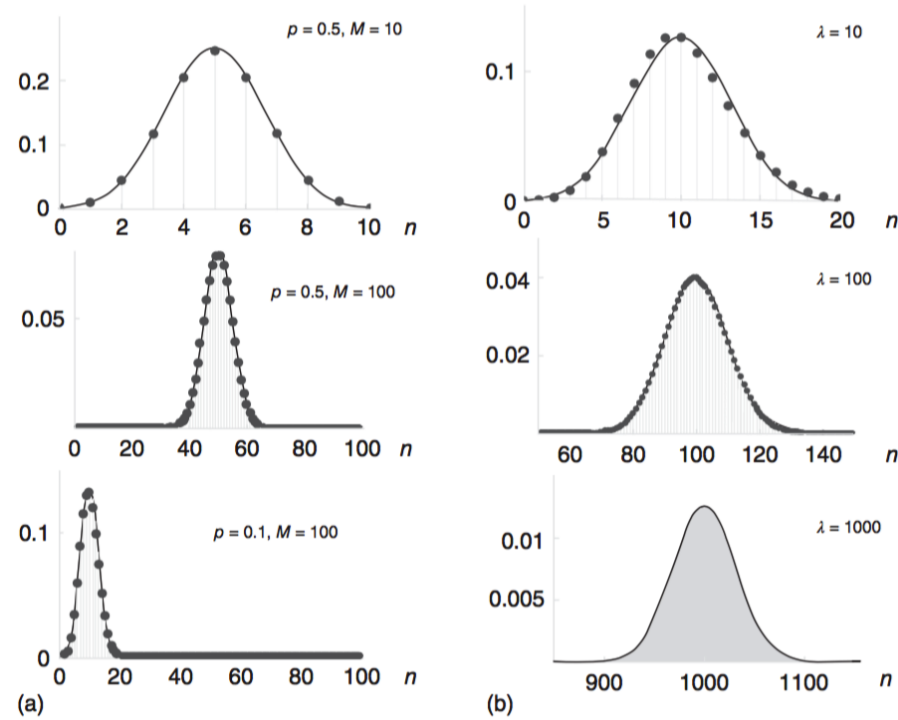 p = 0.5, M = 10
0.2
0.1
0
0 2 4 6 8 10 n
p = 0.5, M = 100
0.05
0 20 40 60 80 100 n
p = 0.1, M = 100
0.1
0
0 20 40 60 80 100 n
(a)
λ = 10
0.1
0
0 5 10 15 20 n
λ = 100
0.04
0.02
60 80 100 120 140 n
λ = 1000
0.01
0.005
900 1000 1100 n
(b)